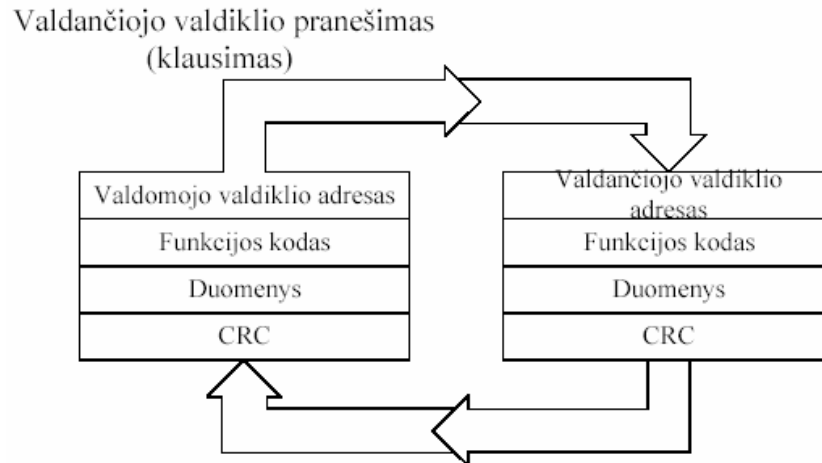 Valdančiojo valdiklio pranešimas
(klausimas)
Valdomojo valdiklio adresas
Funkcijos kodas
Duomenys
CRC
Valdančiojo valdiklio
adresas
Funkcijos kodas
Duomenys
CRC